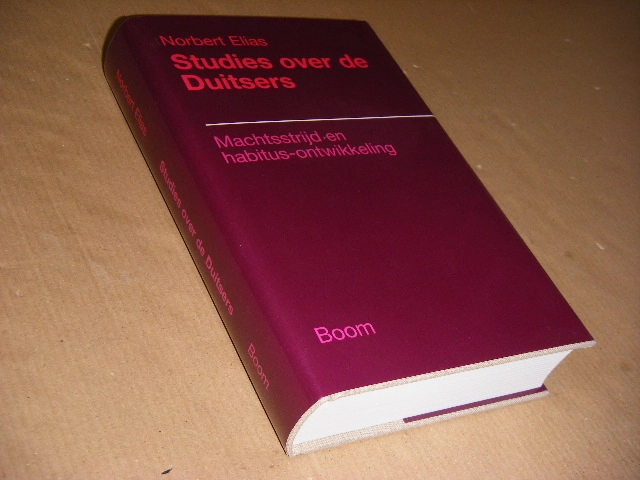 Norbert Elias
Studies over de
Duitsers
Machtsstrijd en
habitus-ontwikkeling
Boom
Norbert Elias
Studies over de Duitsers
Boom